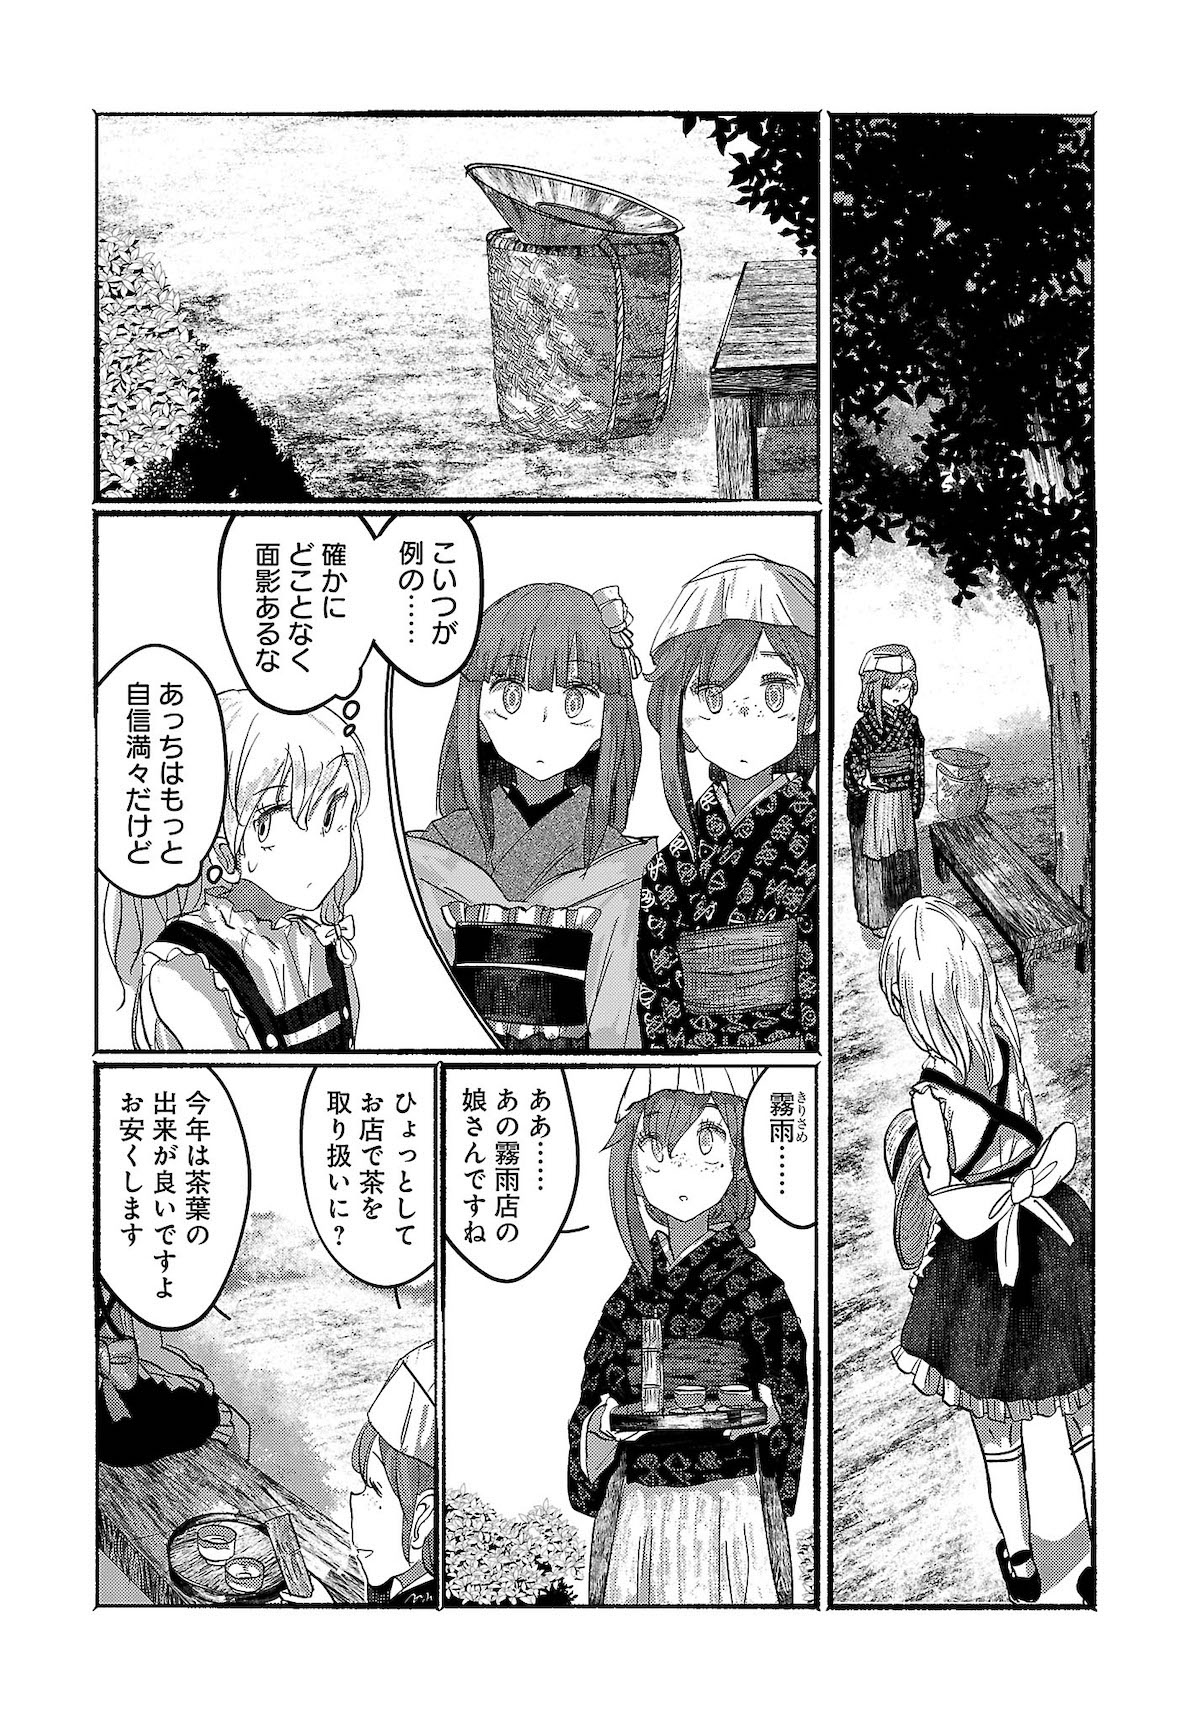 こいつが
例の……
確かに
どことなく
面影あるな
あっちはもっと
自信満々だけど
霧雨……
きりさめ
ああ……
あの霧雨店の
娘さんですね
ひょっとして
お店で茶を
取り扱いに?
今年は茶葉の
出来が良いですよ
お安くします